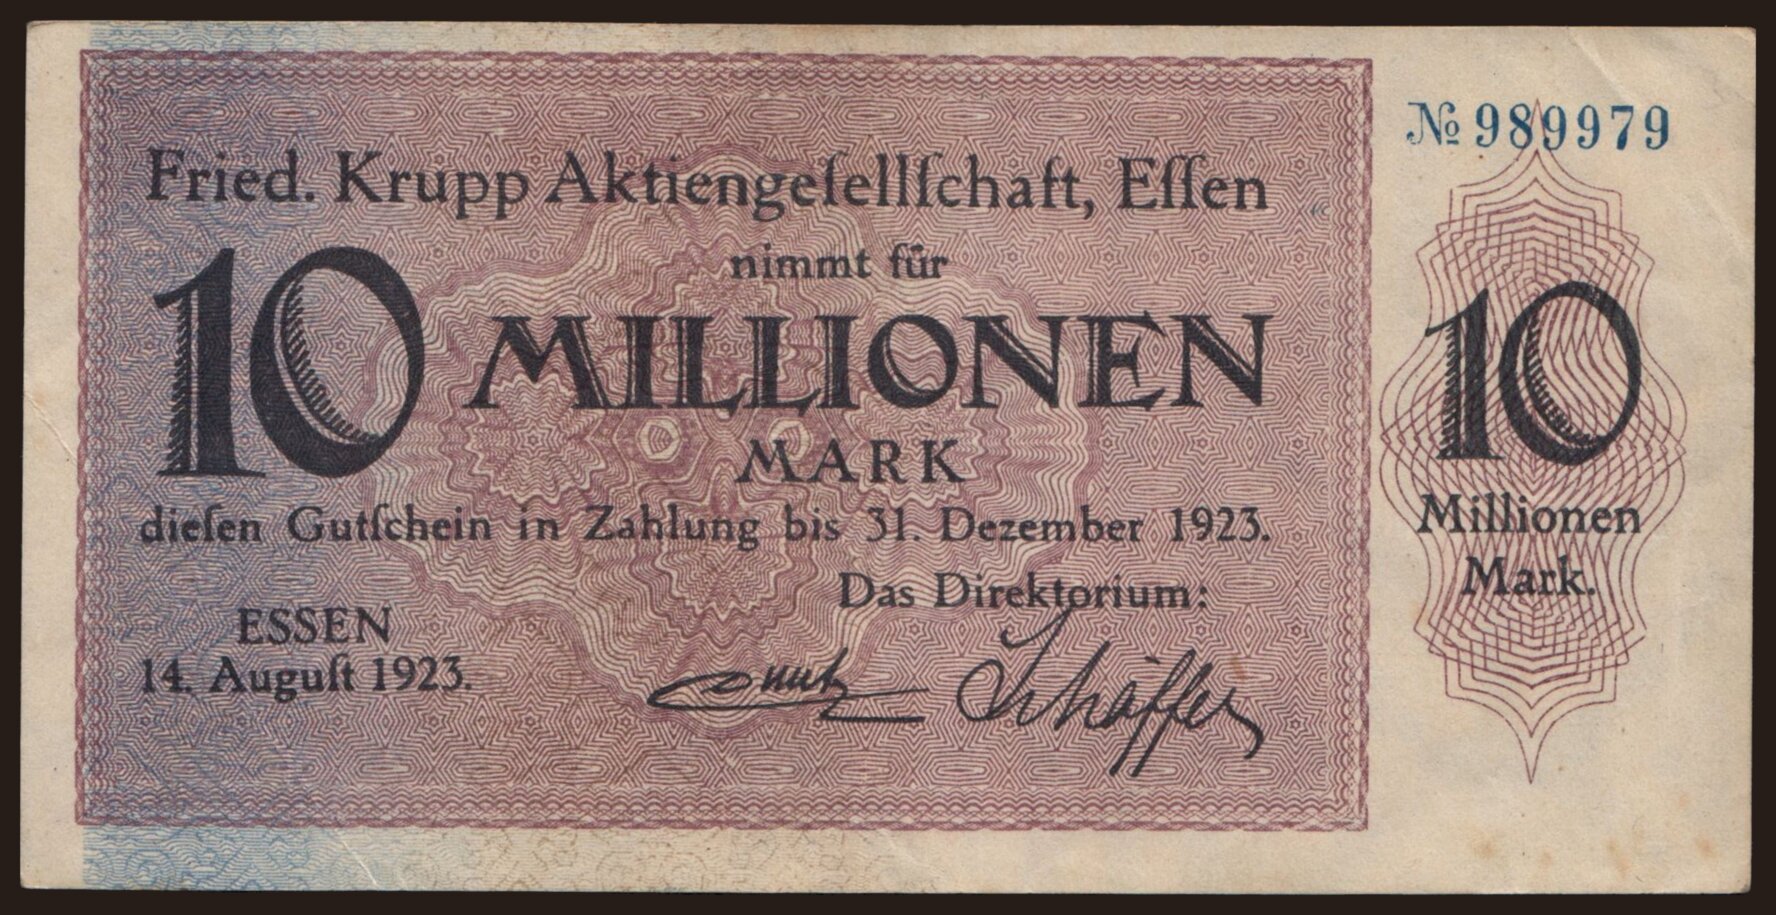 № 989979
Fried. Krupp Aktiengeſellſchaft, Eſſen
nimmt für
10 MILLIONEN
MARK
dieſen Gutſchein in Zahlung bis 31. Dezember 1923.
Das Direktorium:
ESSEN
14. Auguſt 1923.
Schäffer
10
Millionen
Mark.